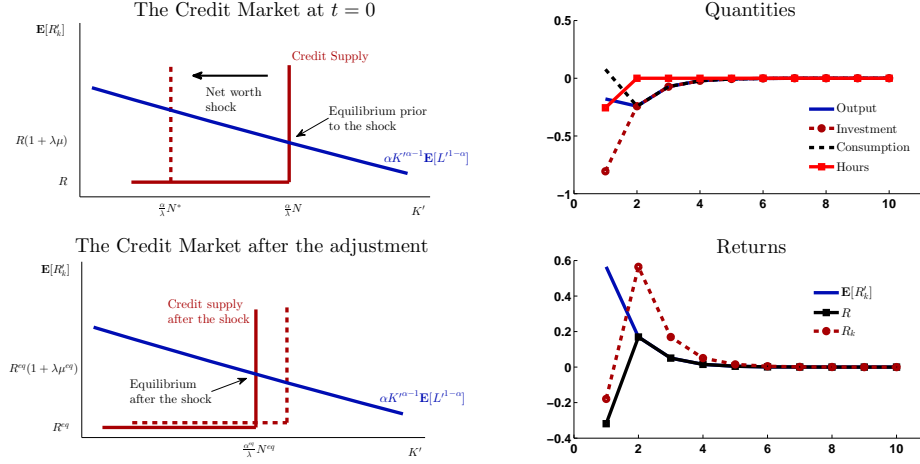 The Credit Market at t = 0
E[R'_k]
Credit Supply
Net worth
shock
Equilibrium prior
to the shock
R(1 + λμ)
αK'^{α−1}E[L'^{1−α}]
R
α/λ N*
α/λ N
K'
Quantities
0.5
0
−0.5
−1
Output
Investment
Consumption
Hours
0 2 4 6 8 10
The Credit Market after the adjustment
E[R'_k]
Credit supply
after the shock
R^{eq}(1 + λμ^{eq})
Equilibrium
after the shock
αK'^{α−1}E[L'^{1−α}]
R^{eq}
α^{eq}/λ N^{eq}
K'
Returns
0.6
0.4
0.2
0
−0.2
−0.4
E[R'_k]
R
R_k
0 2 4 6 8 10